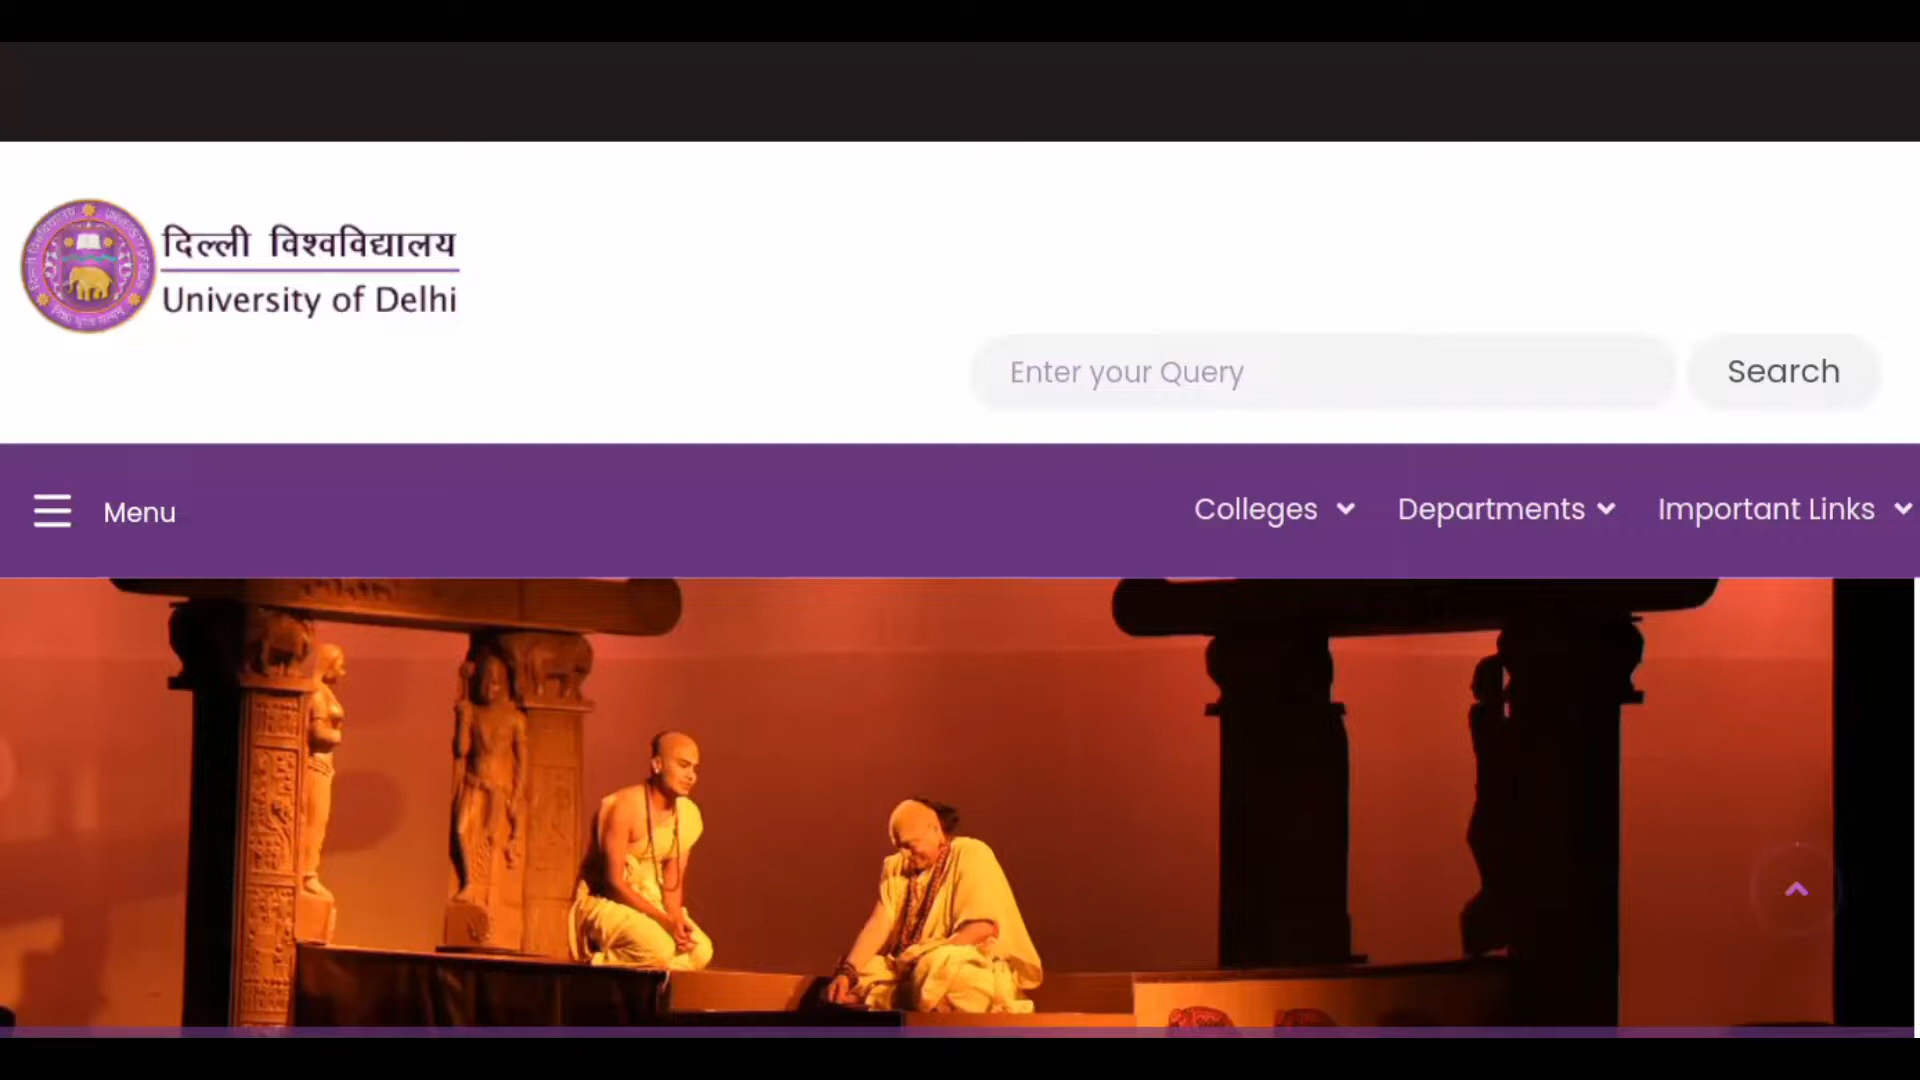 दिल्ली विश्वविद्यालय
University of Delhi
Enter your Query
Search
Menu
Colleges
Departments
Important Links